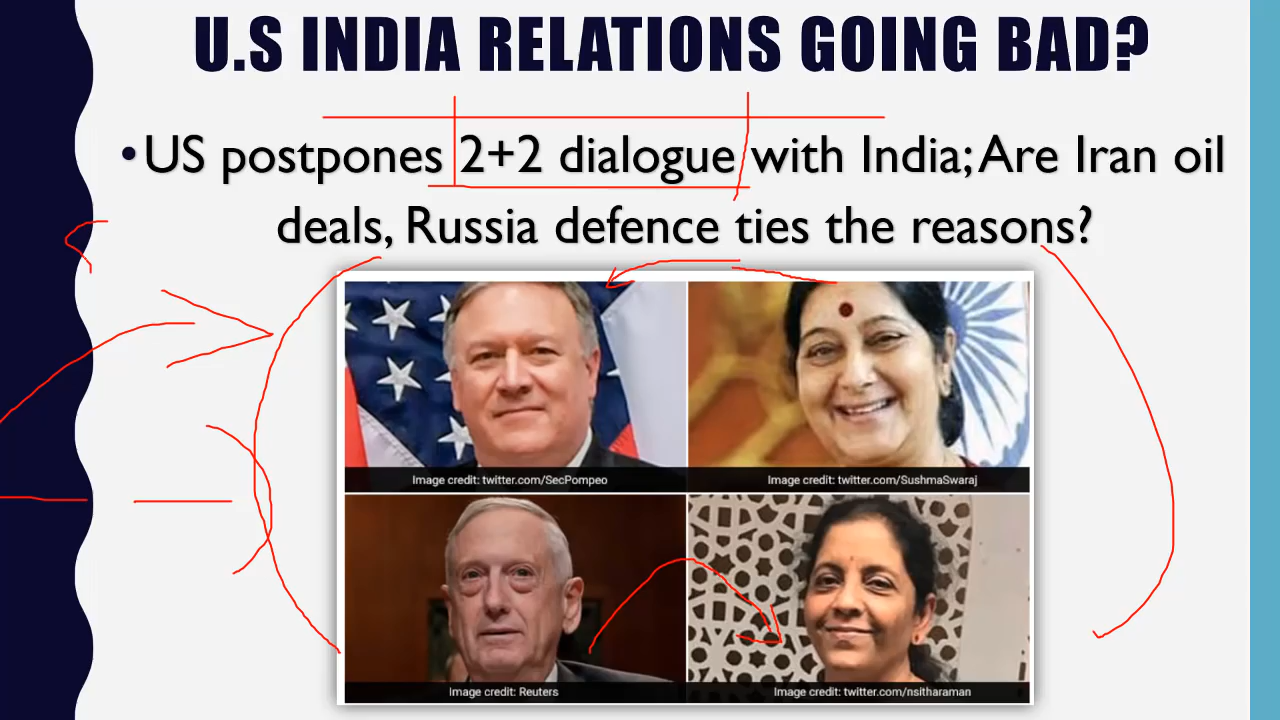 U.S INDIA RELATIONS GOING BAD?
•US postpones 2+2 dialogue with India; Are Iran oil
deals, Russia defence ties the reasons?
Image credit: twitter.com/SecPompeo
Image credit: twitter.com/SushmaSwaraj
Image credit: Reuters
Image credit: twitter.com/nsitharaman